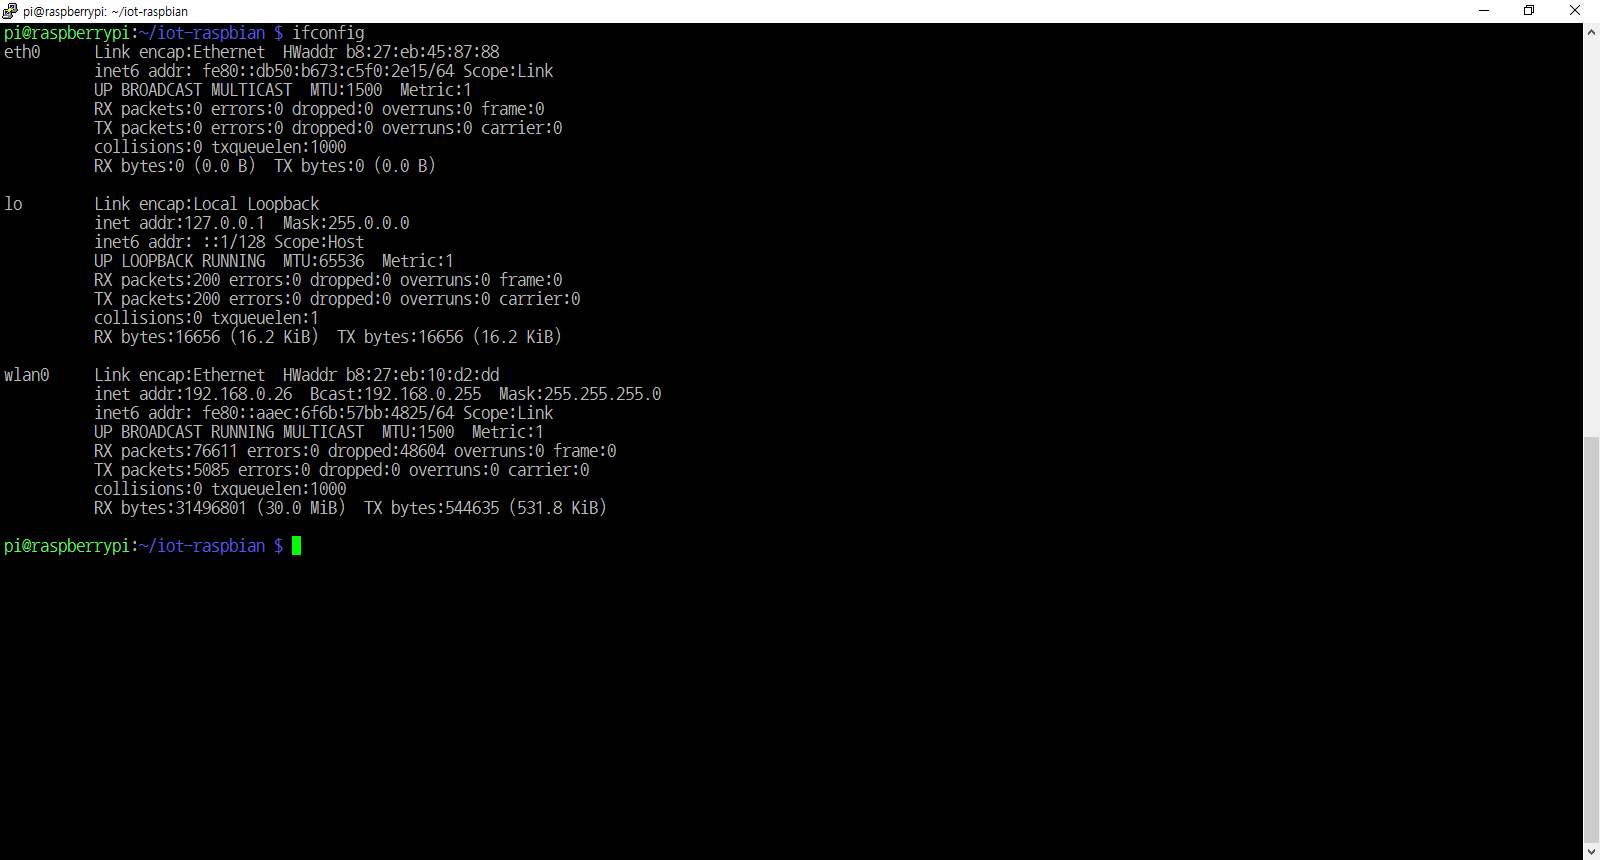 pi@raspberrypi: ~/iot-raspbian
pi@raspberrypi:~/iot-raspbian $ ifconfig
eth0      Link encap:Ethernet  HWaddr b8:27:eb:45:87:88
          inet6 addr: fe80::db50:b673:c5f0:2e15/64 Scope:Link
          UP BROADCAST MULTICAST  MTU:1500  Metric:1
          RX packets:0 errors:0 dropped:0 overruns:0 frame:0
          TX packets:0 errors:0 dropped:0 overruns:0 carrier:0
          collisions:0 txqueuelen:1000
          RX bytes:0 (0.0 B)  TX bytes:0 (0.0 B)

lo        Link encap:Local Loopback
          inet addr:127.0.0.1  Mask:255.0.0.0
          inet6 addr: ::1/128 Scope:Host
          UP LOOPBACK RUNNING  MTU:65536  Metric:1
          RX packets:200 errors:0 dropped:0 overruns:0 frame:0
          TX packets:200 errors:0 dropped:0 overruns:0 carrier:0
          collisions:0 txqueuelen:1
          RX bytes:16656 (16.2 KiB)  TX bytes:16656 (16.2 KiB)

wlan0     Link encap:Ethernet  HWaddr b8:27:eb:10:d2:dd
          inet addr:192.168.0.26  Bcast:192.168.0.255  Mask:255.255.255.0
          inet6 addr: fe80::aaec:6f6b:57bb:4825/64 Scope:Link
          UP BROADCAST RUNNING MULTICAST  MTU:1500  Metric:1
          RX packets:76611 errors:0 dropped:48604 overruns:0 frame:0
          TX packets:5085 errors:0 dropped:0 overruns:0 carrier:0
          collisions:0 txqueuelen:1000
          RX bytes:31496801 (30.0 MiB)  TX bytes:544635 (531.8 KiB)

pi@raspberrypi:~/iot-raspbian $